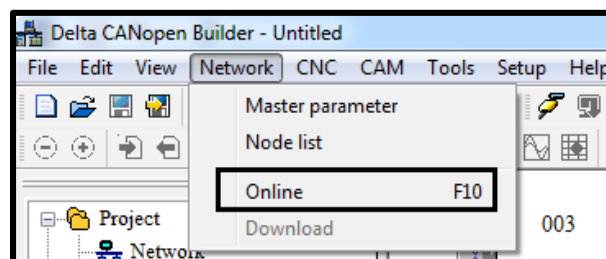 Delta CANopen Builder - Untitled
File Edit View Network CNC CAM Tools Setup Help
Master parameter
Node list
Online F10
Download
Project
003
Network